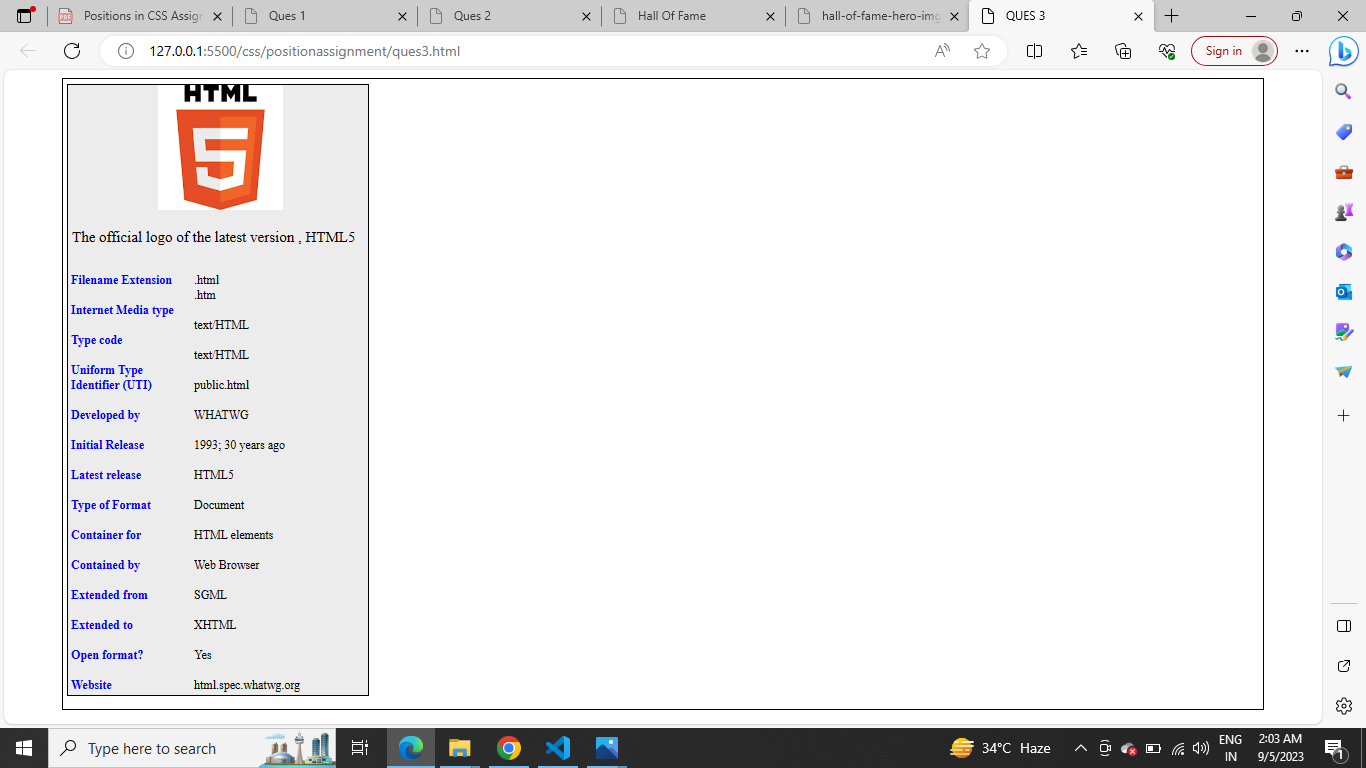 Positions in CSS Assig
Ques 1
Ques 2
Hall Of Fame
hall-of-fame-hero-img
QUES 3
127.0.0.1:5500/css/positionassignment/ques3.html
Sign in
HTML
5
The official logo of the latest version , HTML5
Filename Extension .html
.htm
Internet Media type
text/HTML
Type code
text/HTML
Uniform Type
Identifier (UTI) public.html
Developed by WHATWG
Initial Release 1993; 30 years ago
Latest release HTML5
Type of Format Document
Container for HTML elements
Contained by Web Browser
Extended from SGML
Extended to XHTML
Open format? Yes
Website html.spec.whatwg.org
Type here to search
34°C Haze
ENG
IN
2:03 AM
9/5/2023
1